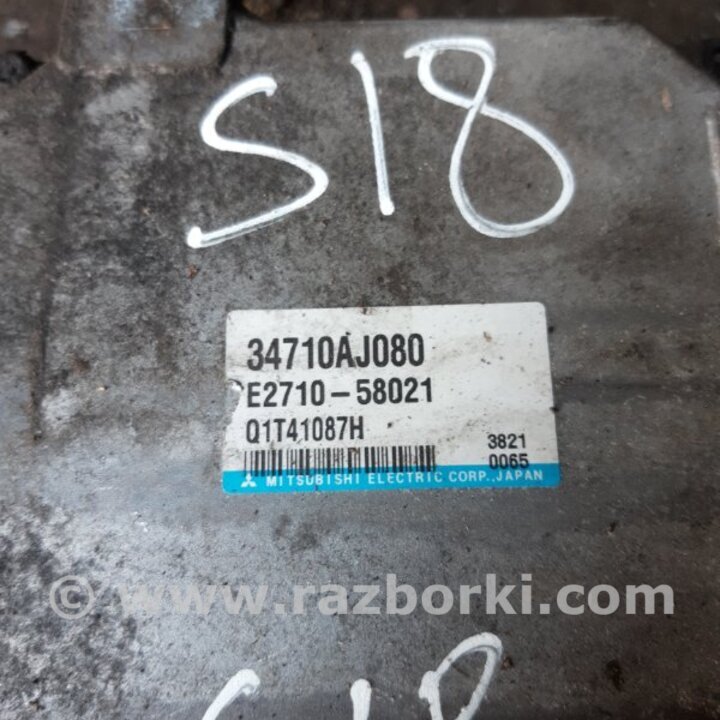 S18
34710AJ080
E2710-58021
Q1T41087H
3821
0065
MITSUBISHI ELECTRIC CORP.,JAPAN
© www.razborki.com